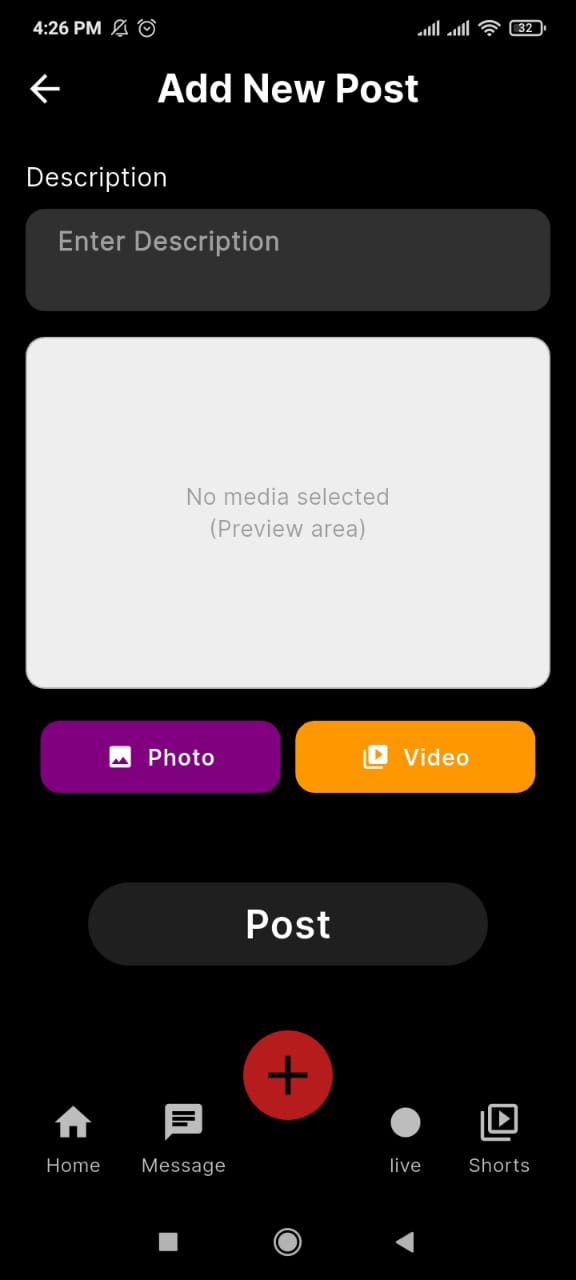 4:26 PM
32
Add New Post
Description
Enter Description
No media selected
(Preview area)
Photo
Video
Post
Home
Message
live
Shorts